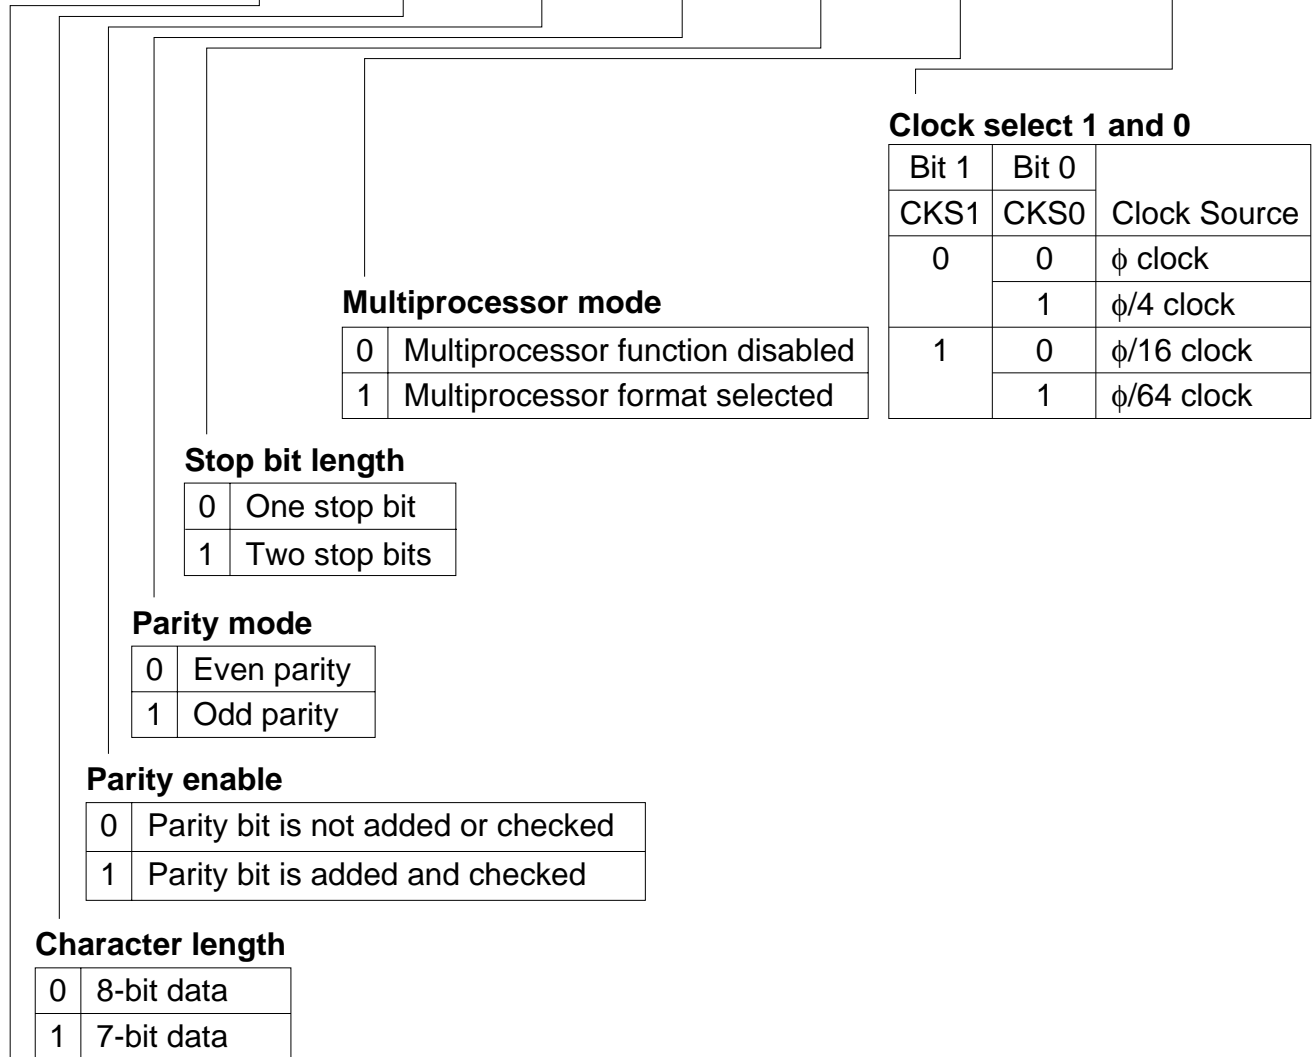 Clock select 1 and 0
Bit 1 Bit 0
CKS1 CKS0 Clock Source
0 0 ϕ clock
1 ϕ/4 clock
1 0 ϕ/16 clock
1 ϕ/64 clock
Multiprocessor mode
0 Multiprocessor function disabled
1 Multiprocessor format selected
Stop bit length
0 One stop bit
1 Two stop bits
Parity mode
0 Even parity
1 Odd parity
Parity enable
0 Parity bit is not added or checked
1 Parity bit is added and checked
Character length
0 8-bit data
1 7-bit data